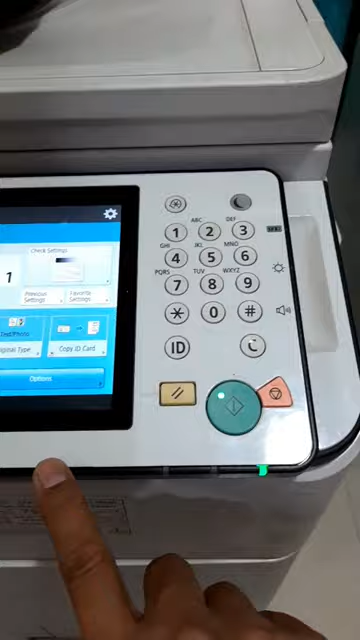 Check Settings
1
Previous Settings
Favorite Settings
Text/Photo
iginal Type
Copy ID Card
Options
ABC DEF
1 2 3
GHI JKL MNO
4 5 6
PQRS TUV WXYZ
7 8 9
* 0 #
ID C